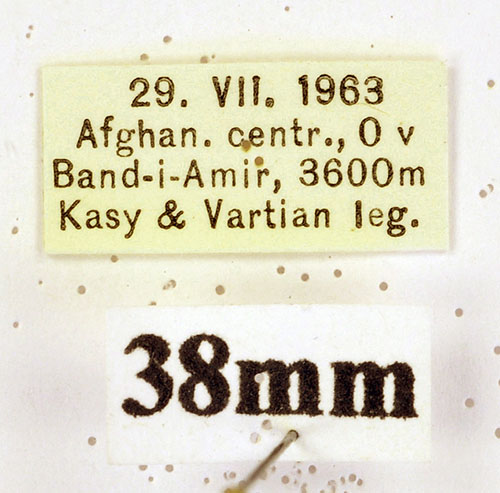 29. VII. 1963
Afghan. centr., O v
Band-i-Amir, 3600m
Kasy & Vartian leg.
38mm